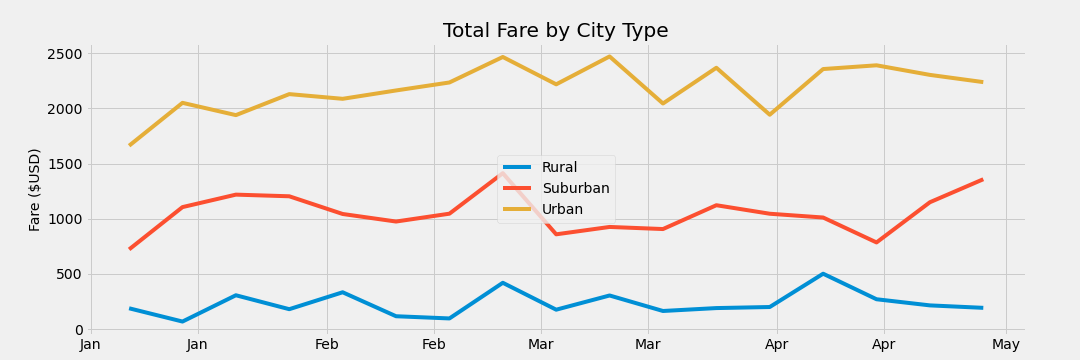 Total Fare by City Type
Fare ($USD)
2500
2000
1500
1000
500
0
Rural
Suburban
Urban
Jan Jan Feb Feb Mar Mar Apr Apr May